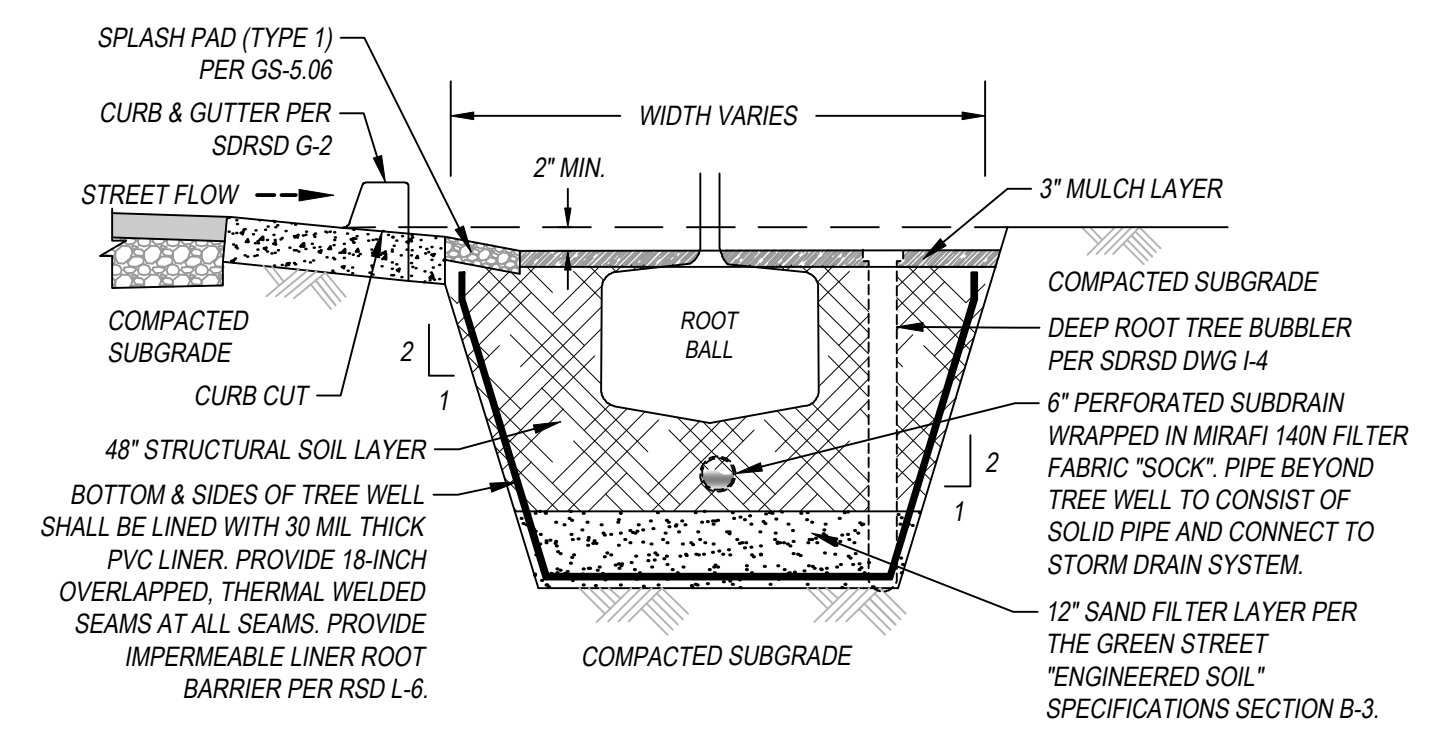 SPLASH PAD (TYPE 1)
PER GS-5.06
CURB & GUTTER PER
SDRSD G-2
STREET FLOW
WIDTH VARIES
2" MIN.
3" MULCH LAYER
COMPACTED
SUBGRADE
CURB CUT
2
1
ROOT
BALL
COMPACTED SUBGRADE
DEEP ROOT TREE BUBBLER
PER SDRSD DWG I-4
6" PERFORATED SUBDRAIN
WRAPPED IN MIRAFI 140N FILTER
FABRIC "SOCK". PIPE BEYOND
TREE WELL TO CONSIST OF
SOLID PIPE AND CONNECT TO
STORM DRAIN SYSTEM.
2
1
48" STRUCTURAL SOIL LAYER
BOTTOM & SIDES OF TREE WELL
SHALL BE LINED WITH 30 MIL THICK
PVC LINER. PROVIDE 18-INCH
OVERLAPPED, THERMAL WELDED
SEAMS AT ALL SEAMS. PROVIDE
IMPERMEABLE LINER ROOT
BARRIER PER RSD L-6.
COMPACTED SUBGRADE
12" SAND FILTER LAYER PER
THE GREEN STREET
"ENGINEERED SOIL"
SPECIFICATIONS SECTION B-3.